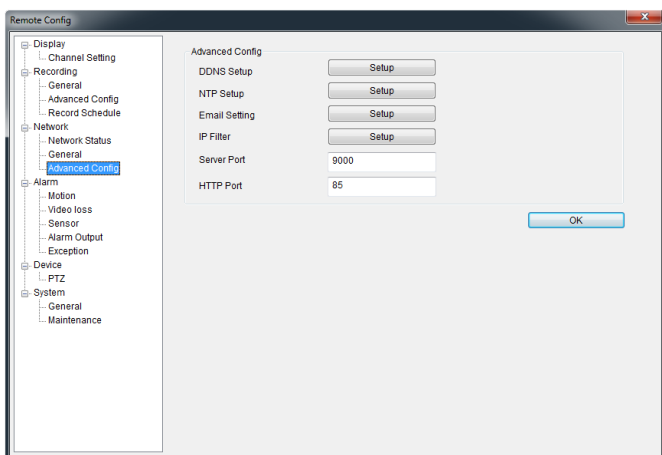 Remote Config
Display
Channel Setting
Recording
General
Advanced Config
Record Schedule
Network
Network Status
General
Advanced Config
Alarm
Motion
Video loss
Sensor
Alarm Output
Exception
Device
PTZ
System
General
Maintenance
Advanced Config
DDNS Setup Setup
NTP Setup Setup
Email Setting Setup
IP Filter Setup
Server Port 9000
HTTP Port 85
OK